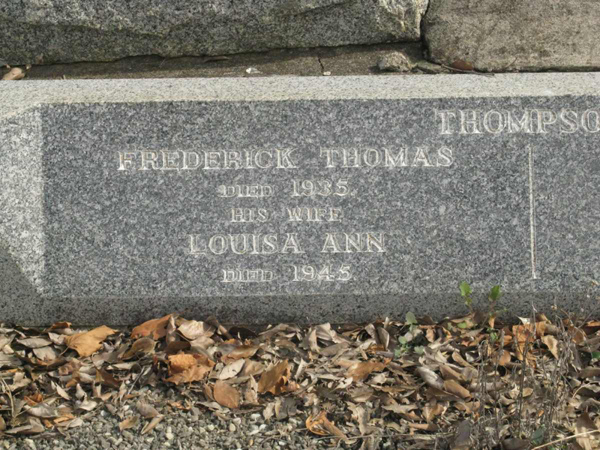 THOMPSO
FREDERICK THOMAS
DIED 1935
HIS WIFE
LOUISA ANN
DIED 1945